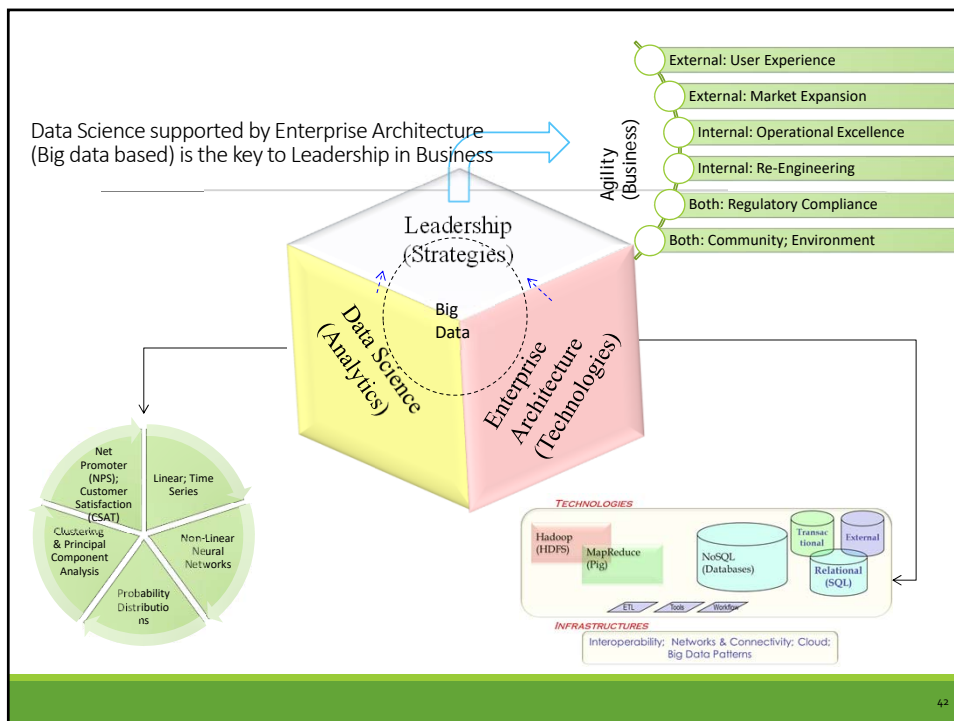 External: User Experience
External: Market Expansion
Internal: Operational Excellence
Internal: Re-Engineering
Both: Regulatory Compliance
Both: Community; Environment
Agility
(Business)
Data Science supported by Enterprise Architecture
(Big data based) is the key to Leadership in Business
Leadership
(Strategies)
Big
Data
Data Science
(Analytics)
Enterprise
Architecture
(Technologies)
Net
Promoter
(NPS);
Customer
Satisfaction
(CSAT)
Linear; Time
Series
Clustering
& Principal
Component
Analysis
Non-Linear
Neural
Networks
Probability
Distributio
ns
TECHNOLOGIES
Hadoop
(HDFS)
MapReduce
(Pig)
NoSQL
(Databases)
Transac
tional
External
Relational
(SQL)
ETL
Tools
Workflow
INFRASTRUCTURES
Interoperability; Networks & Connectivity; Cloud;
Big Data Patterns
42